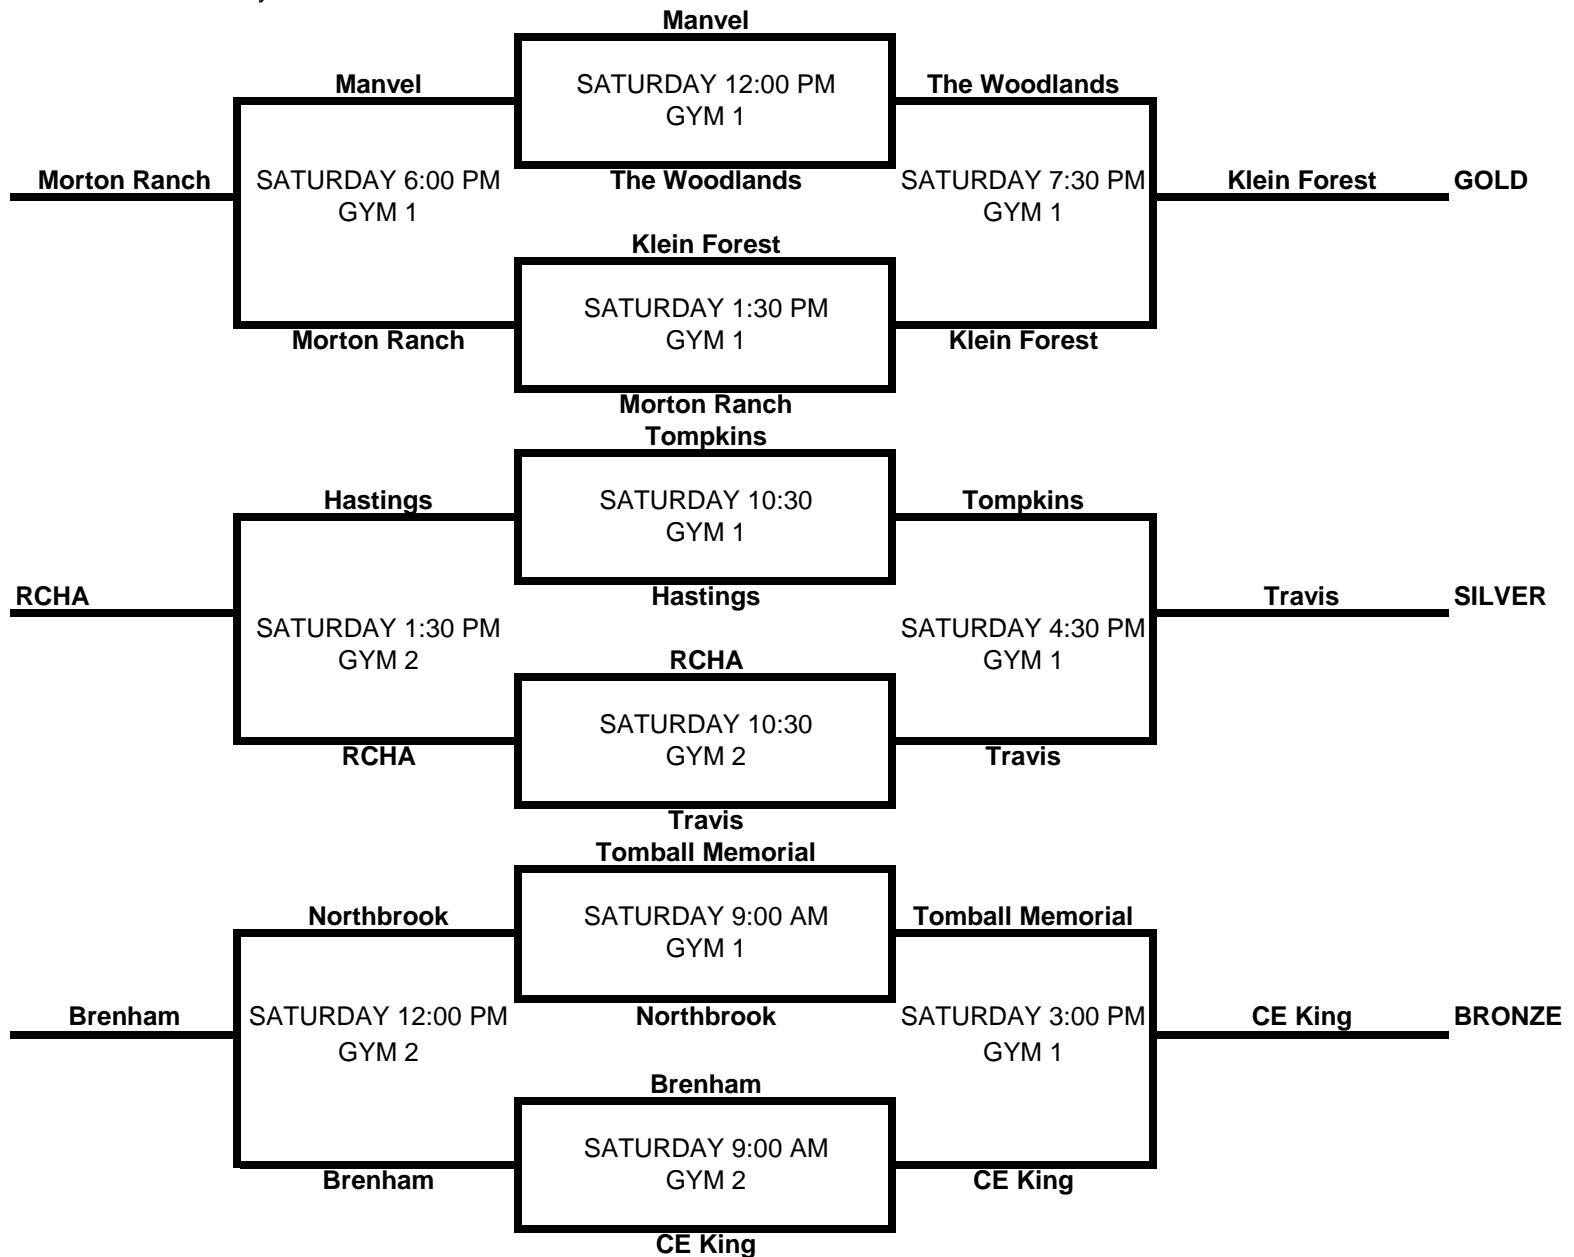 Manvel
Manvel
SATURDAY 12:00 PM
GYM 1
The Woodlands
Morton Ranch
SATURDAY 6:00 PM
GYM 1
The Woodlands
SATURDAY 7:30 PM
GYM 1
Klein Forest
GOLD
Klein Forest
SATURDAY 1:30 PM
GYM 1
Morton Ranch
Klein Forest
Morton Ranch
Tompkins
Hastings
SATURDAY 10:30
GYM 1
Tompkins
RCHA
Hastings
Travis
SILVER
SATURDAY 1:30 PM
GYM 2
SATURDAY 4:30 PM
GYM 1
RCHA
SATURDAY 10:30
GYM 2
RCHA
Travis
Travis
Tomball Memorial
Northbrook
SATURDAY 9:00 AM
GYM 1
Tomball Memorial
Brenham
SATURDAY 12:00 PM
GYM 2
Northbrook
SATURDAY 3:00 PM
GYM 1
CE King
BRONZE
Brenham
SATURDAY 9:00 AM
GYM 2
Brenham
CE King
CE King